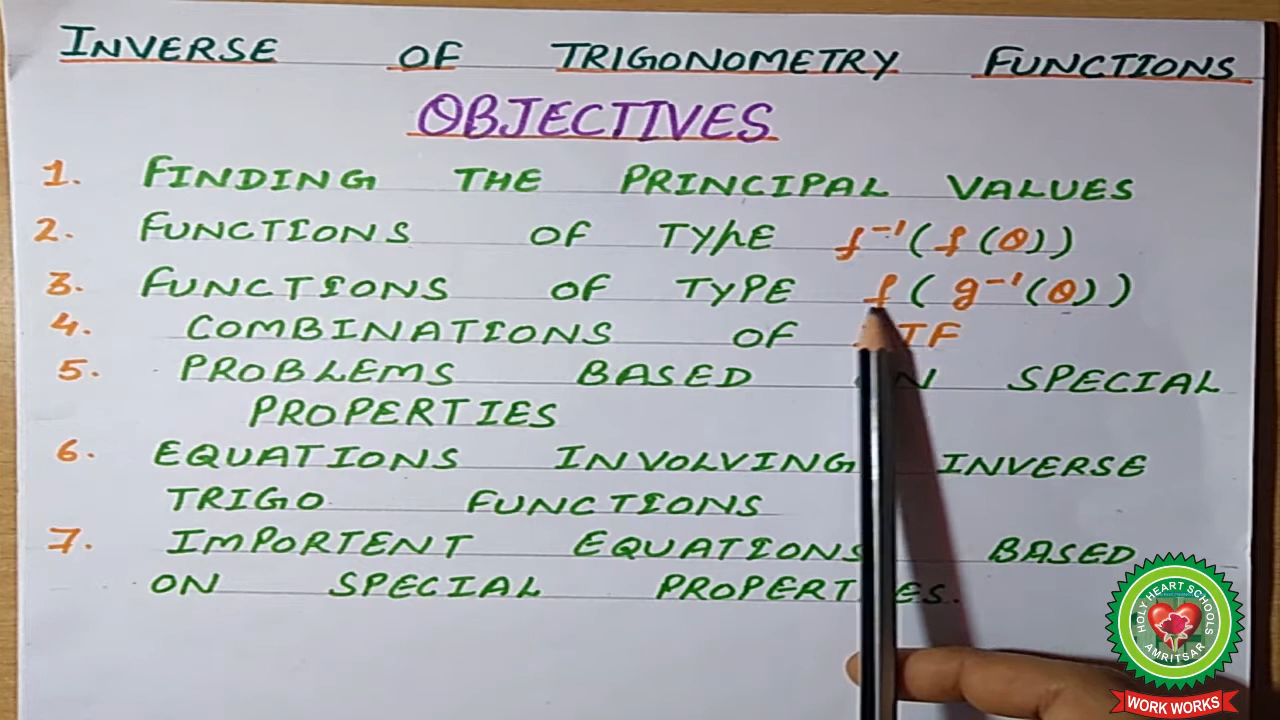 INVERSE OF TRIGONOMETRY FUNCTIONS
OBJECTIVES
1. FINDING THE PRINCIPAL VALUES
2. FUNCTIONS OF TYPE f⁻¹(f(θ))
3. FUNCTIONS OF TYPE f(g⁻¹(θ))
4. COMBINATIONS OF TF
5. PROBLEMS BASED SPECIAL
PROPERTIES
6. EQUATIONS INVOLVING INVERSE
TRIGO FUNCTIONS
7. IMPORTENT EQUATIONS BASED
ON SPECIAL PROPERTIES.
HOLY HEART SCHOOLS
AMRITSAR
WORK WORKS